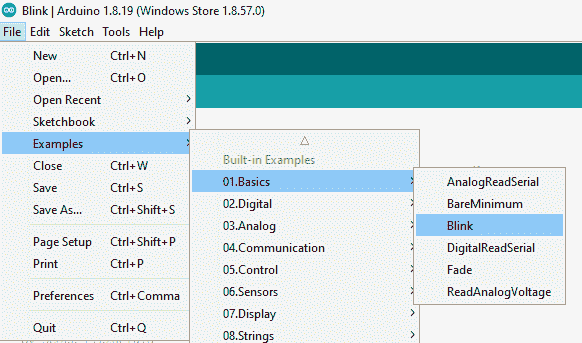 Blink | Arduino 1.8.19 (Windows Store 1.8.57.0)
File Edit Sketch Tools Help
New Ctrl+N
Open... Ctrl+O
Open Recent
Sketchbook
Examples
Close Ctrl+W
Save Ctrl+S
Save As... Ctrl+Shift+S
Page Setup Ctrl+Shift+P
Print Ctrl+P
Preferences Ctrl+Comma
Quit Ctrl+Q
Built-in Examples
01.Basics
02.Digital
03.Analog
04.Communication
05.Control
06.Sensors
07.Display
08.Strings
AnalogReadSerial
BareMinimum
Blink
DigitalReadSerial
Fade
ReadAnalogVoltage